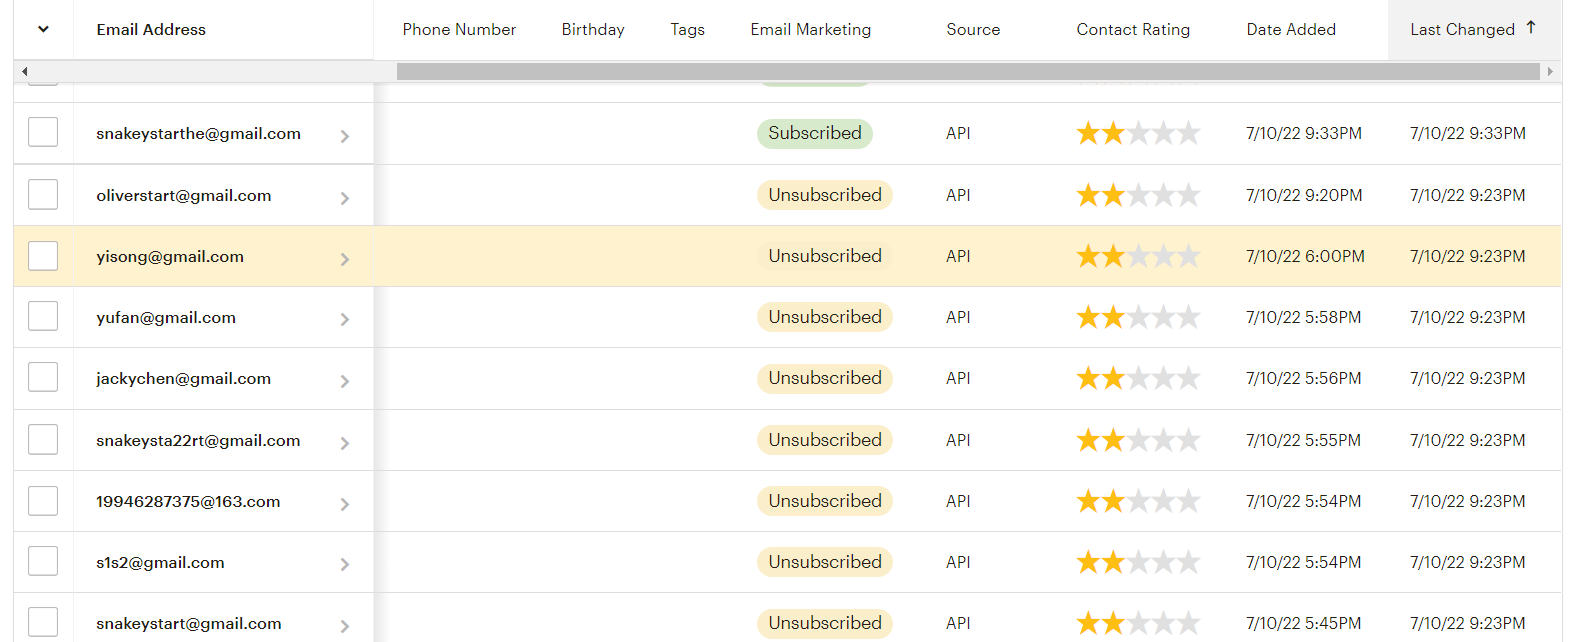 Email Address Phone Number Birthday Tags Email Marketing Source Contact Rating Date Added Last Changed ↑
snakeystarthe@gmail.com Subscribed API 7/10/22 9:33PM 7/10/22 9:33PM
oliverstart@gmail.com Unsubscribed API 7/10/22 9:20PM 7/10/22 9:23PM
yisong@gmail.com Unsubscribed API 7/10/22 6:00PM 7/10/22 9:23PM
yufan@gmail.com Unsubscribed API 7/10/22 5:58PM 7/10/22 9:23PM
jackychen@gmail.com Unsubscribed API 7/10/22 5:56PM 7/10/22 9:23PM
snakeysta22rt@gmail.com Unsubscribed API 7/10/22 5:55PM 7/10/22 9:23PM
19946287375@163.com Unsubscribed API 7/10/22 5:54PM 7/10/22 9:23PM
s1s2@gmail.com Unsubscribed API 7/10/22 5:54PM 7/10/22 9:23PM
snakeystart@gmail.com Unsubscribed API 7/10/22 5:45PM 7/10/22 9:23PM